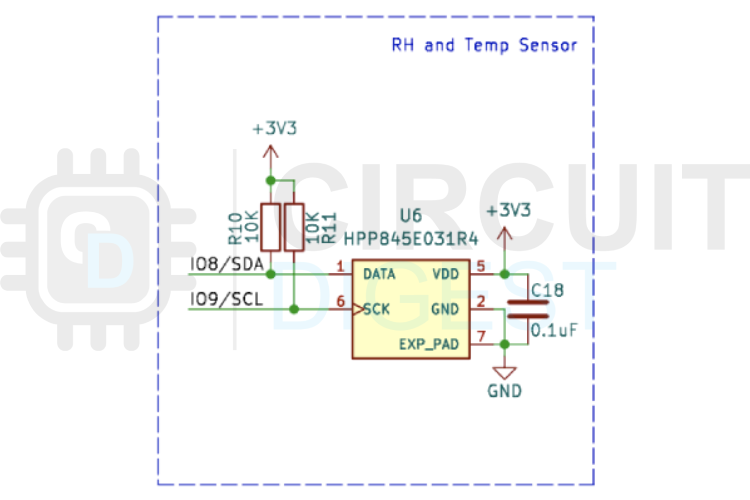 RH and Temp Sensor
+3V3
CIRCUIT
DIGEST
CD
R10
10K
10K
R11
U6
HPP845E031R4
+3V3
IO8/SDA
1
DATA
VDD
5
C18
0.1uF
IO9/SCL
6
SCK
GND
2
EXP_PAD
7
GND